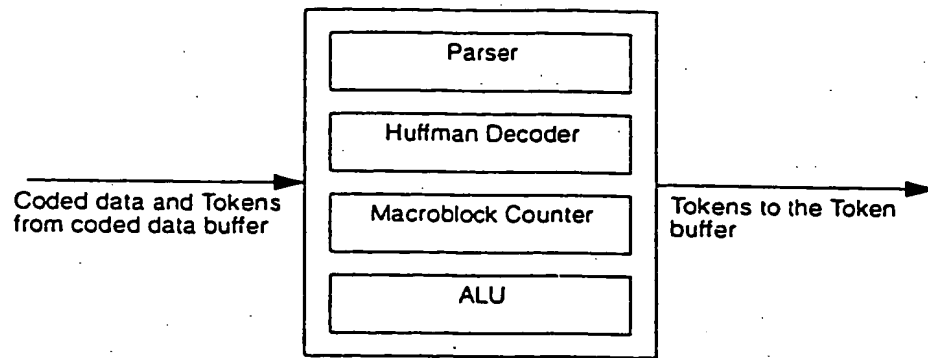 Parser
Huffman Decoder
Macroblock Counter
ALU
Coded data and Tokens
from coded data buffer
Tokens to the Token
buffer